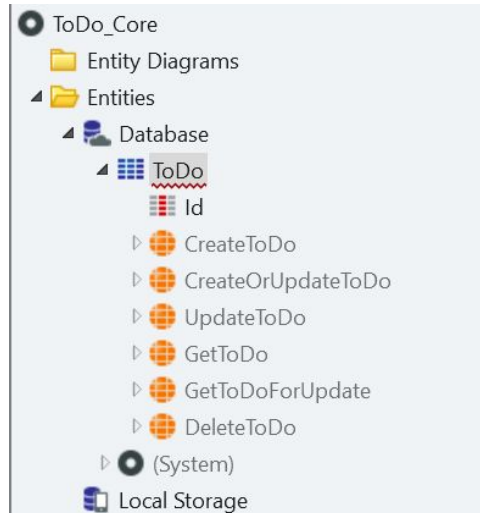 ToDo_Core
Entity Diagrams
Entities
Database
ToDo
Id
CreateToDo
CreateOrUpdateToDo
UpdateToDo
GetToDo
GetToDoForUpdate
DeleteToDo
(System)
Local Storage